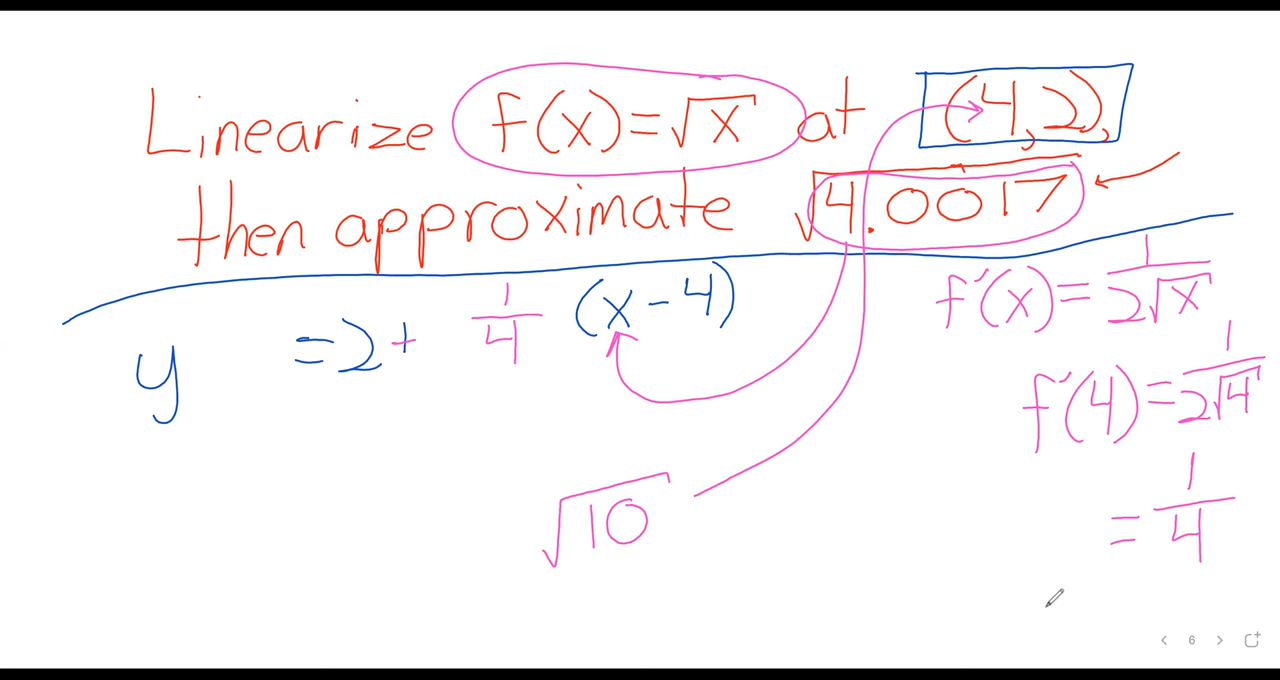 Linearize f(x)=√x at (4,2),
then approximate √4.0017
y =2+ 1/4 (x-4)
f'(x)=1/2√x
f'(4)=1/2√4
=1/4
√10
6